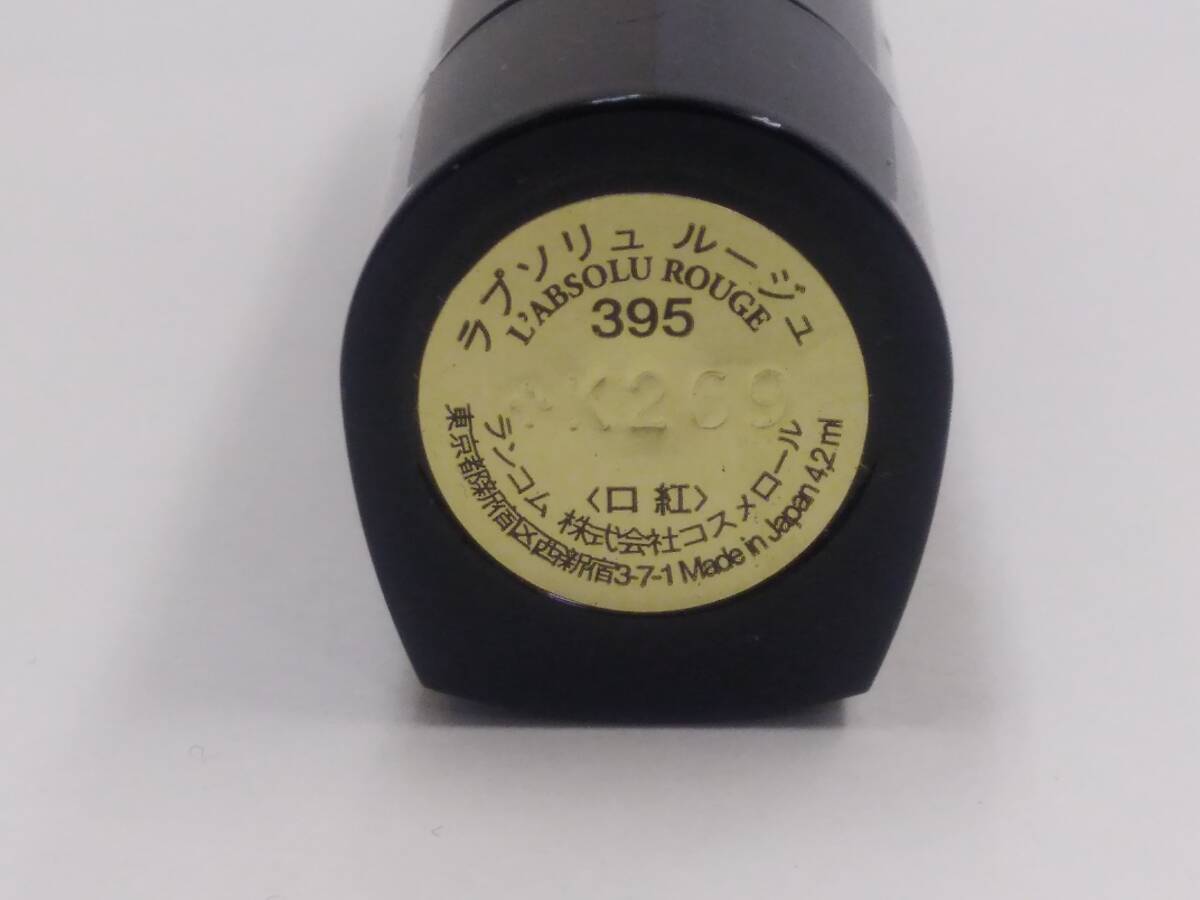 ラプソリュ ルージュ
L'ABSOLU ROUGE
395
K269
〈口 紅〉
ランコム 株式会社コスメロール
東京都新宿区西新宿3-7-1 Made in Japan 4,2 ml